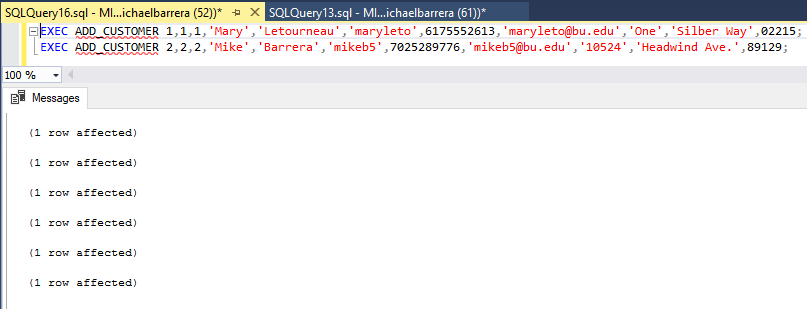 SQLQuery16.sql - MI...ichaelbarrera (52))* SQLQuery13.sql - MI...ichaelbarrera (61))*
EXEC ADD_CUSTOMER 1,1,1,'Mary','Letourneau','maryleto',6175552613,'maryleto@bu.edu','One','Silber Way',02215;
EXEC ADD_CUSTOMER 2,2,2,'Mike','Barrera','mikeb5',7025289776,'mikeb5@bu.edu','10524','Headwind Ave.',89129;
100 %
Messages
(1 row affected)
(1 row affected)
(1 row affected)
(1 row affected)
(1 row affected)
(1 row affected)